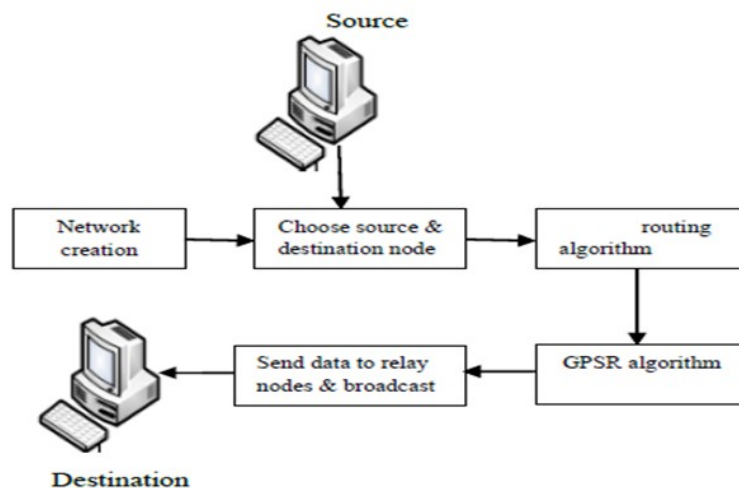 Source
Network
creation
Choose source &
destination node
routing
algorithm
GPSR algorithm
Send data to relay
nodes & broadcast
Destination